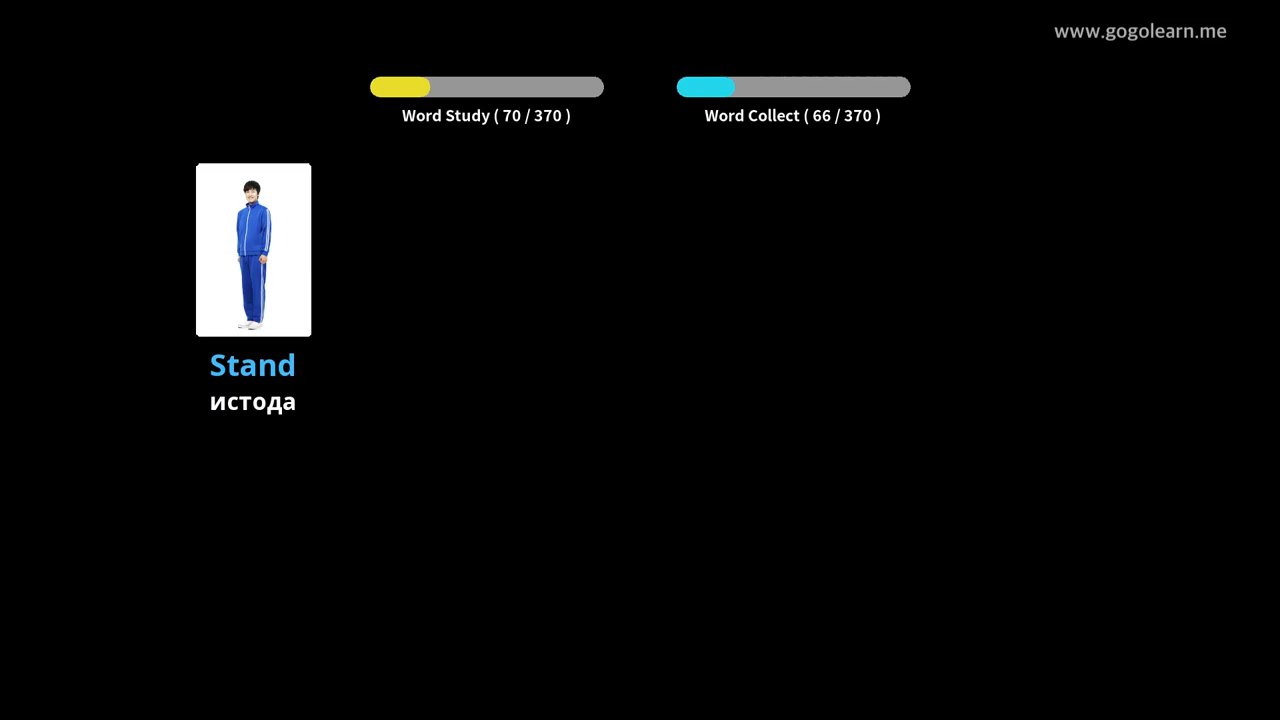 www.gogolearn.me
Word Study ( 70 / 370 )
Word Collect ( 66 / 370 )
Stand
истода